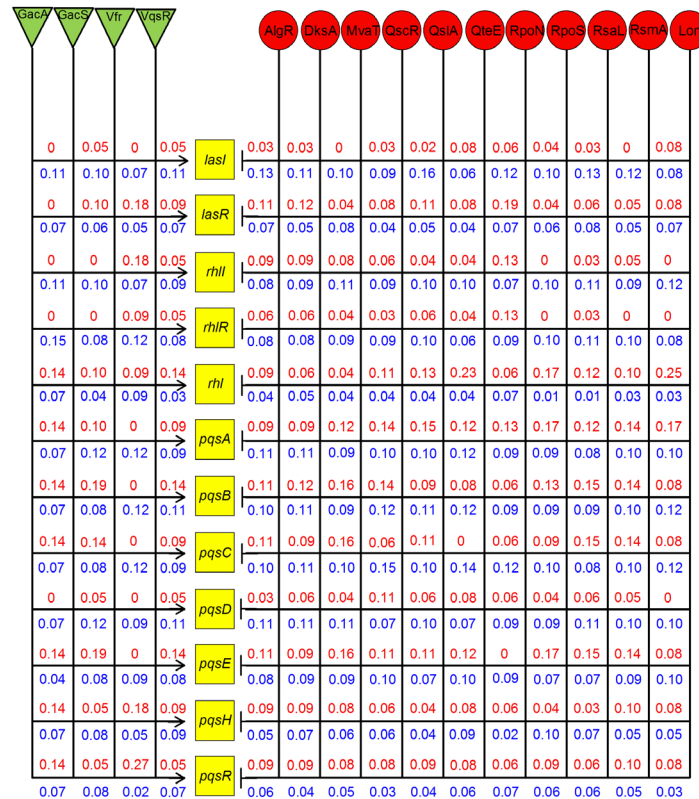 GacA GacS Vfr VqsR AlgR DksA MvaT QscR QslA QteE RpoN RpoS RsaL RsmA Lon
0 0.05 0 0.05 0.03 0.03 0 0.03 0.02 0.08 0.06 0.04 0.03 0 0.08
lasI
0.11 0.10 0.07 0.11 0.13 0.11 0.10 0.09 0.16 0.06 0.12 0.10 0.13 0.12 0.08
0 0.10 0.18 0.09 0.11 0.12 0.04 0.08 0.11 0.08 0.19 0.04 0.06 0.05 0.08
lasR
0.07 0.06 0.05 0.07 0.07 0.05 0.08 0.04 0.05 0.04 0.07 0.06 0.08 0.05 0.07
0 0 0.18 0.05 0.09 0.09 0.08 0.06 0.04 0.04 0.13 0 0.03 0.05 0
rhlI
0.11 0.10 0.07 0.09 0.08 0.09 0.11 0.09 0.10 0.10 0.07 0.10 0.11 0.09 0.12
0 0 0.09 0.05 0.06 0.06 0.04 0.03 0.06 0.04 0.13 0 0.03 0 0
rhlR
0.15 0.08 0.12 0.08 0.08 0.08 0.09 0.09 0.10 0.06 0.09 0.10 0.11 0.10 0.08
0.14 0.10 0.09 0.14 0.09 0.06 0.04 0.11 0.13 0.23 0.06 0.17 0.12 0.10 0.25
rhl
0.07 0.04 0.09 0.03 0.04 0.05 0.04 0.04 0.04 0.04 0.07 0.01 0.01 0.03 0.03
0.14 0.10 0 0.09 0.09 0.09 0.12 0.14 0.15 0.12 0.13 0.17 0.12 0.14 0.17
pqsA
0.07 0.12 0.12 0.09 0.11 0.11 0.09 0.10 0.10 0.12 0.09 0.09 0.08 0.10 0.10
0.14 0.19 0 0.14 0.11 0.12 0.16 0.14 0.09 0.08 0.06 0.13 0.15 0.14 0.08
pqsB
0.07 0.08 0.12 0.11 0.10 0.11 0.09 0.12 0.11 0.12 0.09 0.09 0.09 0.10 0.12
0.14 0.14 0 0.09 0.11 0.09 0.16 0.06 0.11 0 0.06 0.09 0.15 0.14 0.08
pqsC
0.07 0.08 0.12 0.09 0.10 0.11 0.10 0.15 0.10 0.14 0.12 0.10 0.08 0.10 0.12
0 0.05 0 0.05 0.03 0.06 0.04 0.11 0.06 0.08 0.06 0.04 0.06 0.05 0
pqsD
0.07 0.12 0.09 0.11 0.11 0.11 0.11 0.07 0.10 0.07 0.09 0.09 0.11 0.10 0.10
0.14 0.19 0 0.14 0.11 0.09 0.16 0.11 0.11 0.12 0 0.17 0.15 0.14 0.08
pqsE
0.04 0.08 0.09 0.08 0.08 0.09 0.09 0.10 0.07 0.10 0.09 0.07 0.07 0.09 0.10
0.14 0.05 0.18 0.09 0.09 0.09 0.08 0.06 0.04 0.08 0.06 0.04 0.03 0.10 0.08
pqsH
0.07 0.08 0.05 0.09 0.05 0.07 0.06 0.06 0.04 0.09 0.02 0.10 0.07 0.05 0.05
0.14 0.05 0.27 0.05 0.09 0.09 0.08 0.08 0.09 0.08 0.06 0.09 0.06 0.10 0.08
pqsR
0.07 0.08 0.02 0.07 0.06 0.04 0.05 0.03 0.04 0.06 0.07 0.06 0.06 0.05 0.03